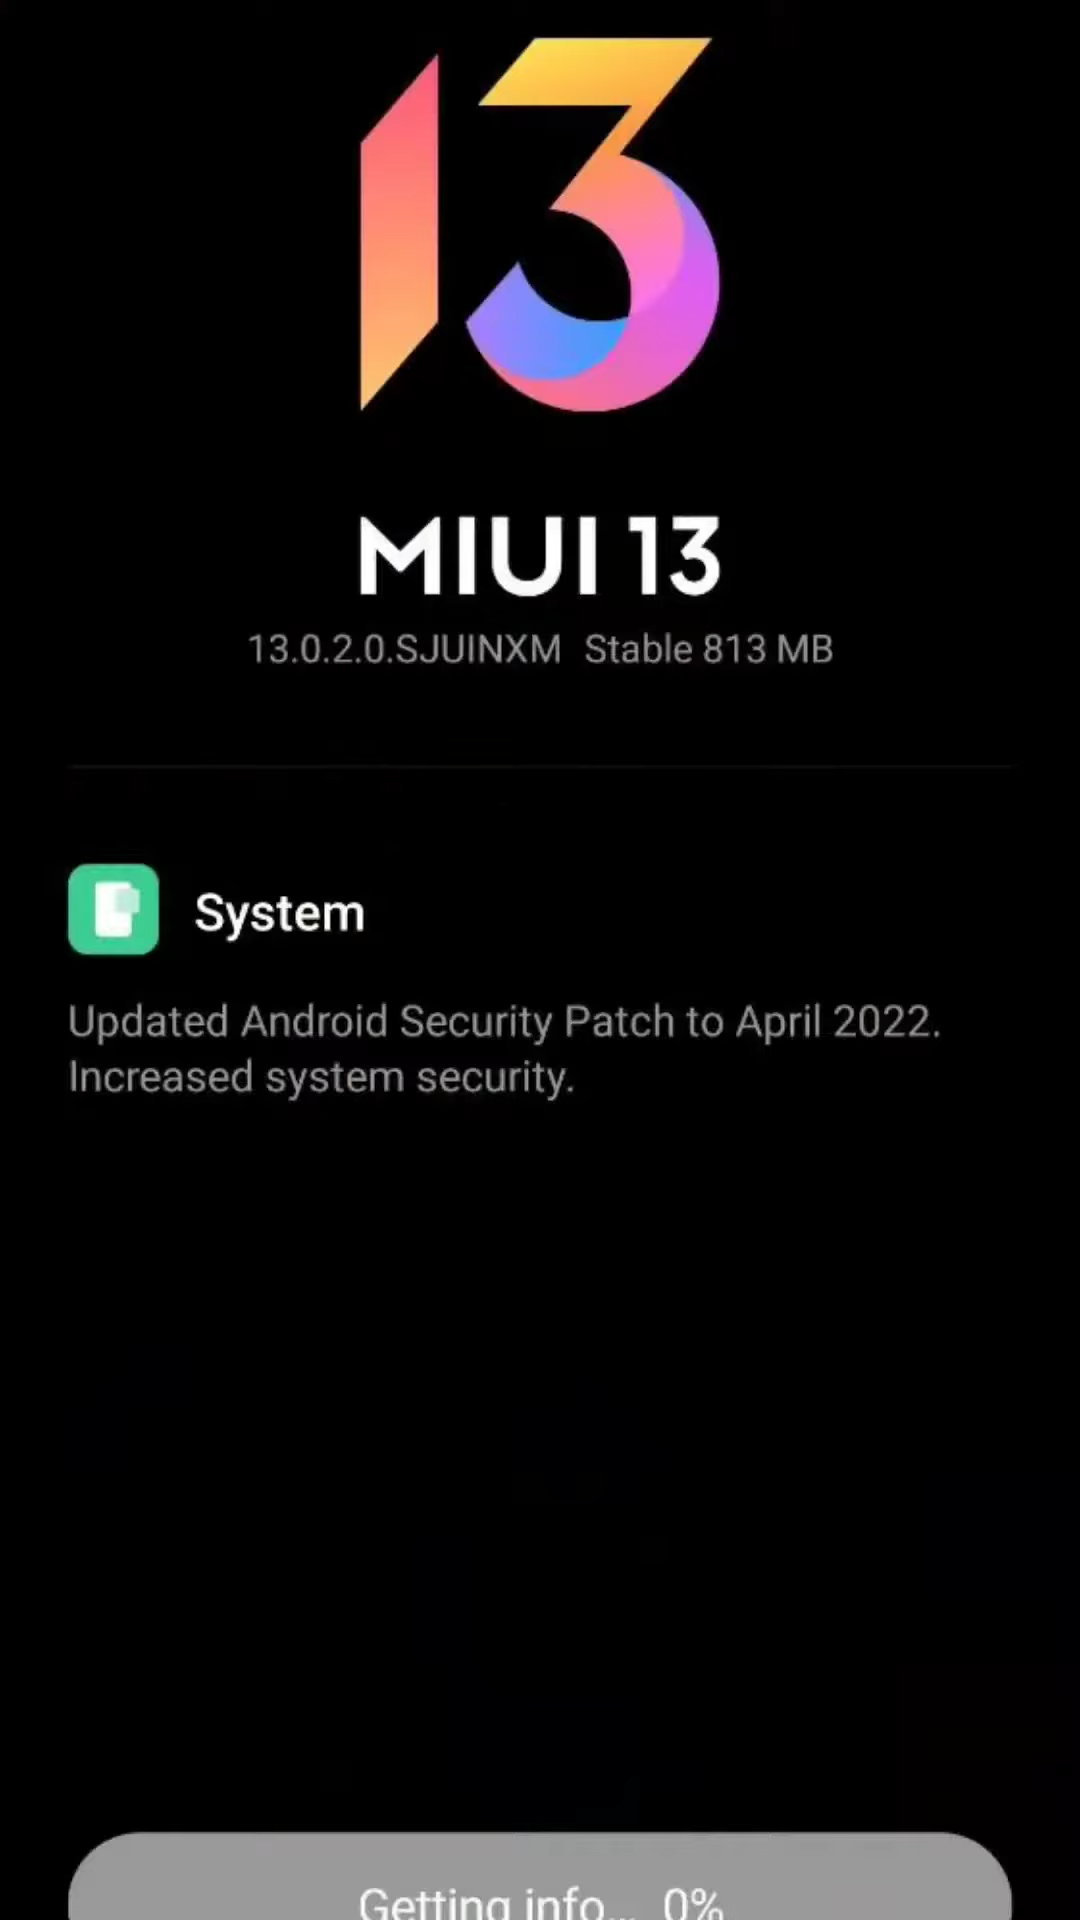 13
MIUI 13
13.0.2.0.SJUINXM Stable 813 MB
System
Updated Android Security Patch to April 2022.
Increased system security.
Getting info... 0%